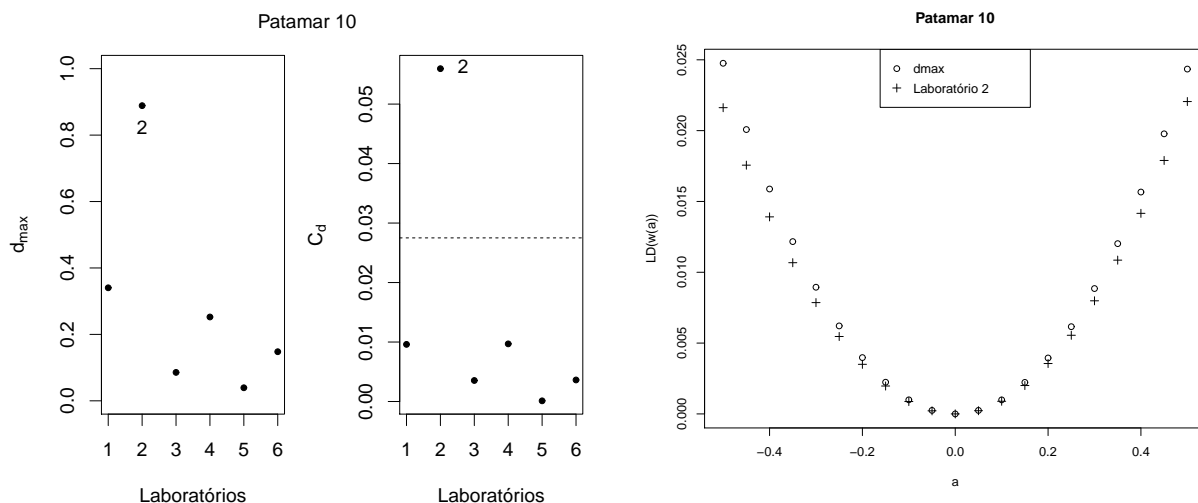 Patamar 10
d_max
0.0 0.2 0.4 0.6 0.8 1.0
2
1 2 3 4 5 6
Laboratórios
C_d
0.00 0.01 0.02 0.03 0.04 0.05
2
1 2 3 4 5 6
Laboratórios
Patamar 10
LD(w(a))
0.000 0.005 0.010 0.015 0.020 0.025
dmax
Laboratório 2
−0.4 −0.2 0.0 0.2 0.4
a